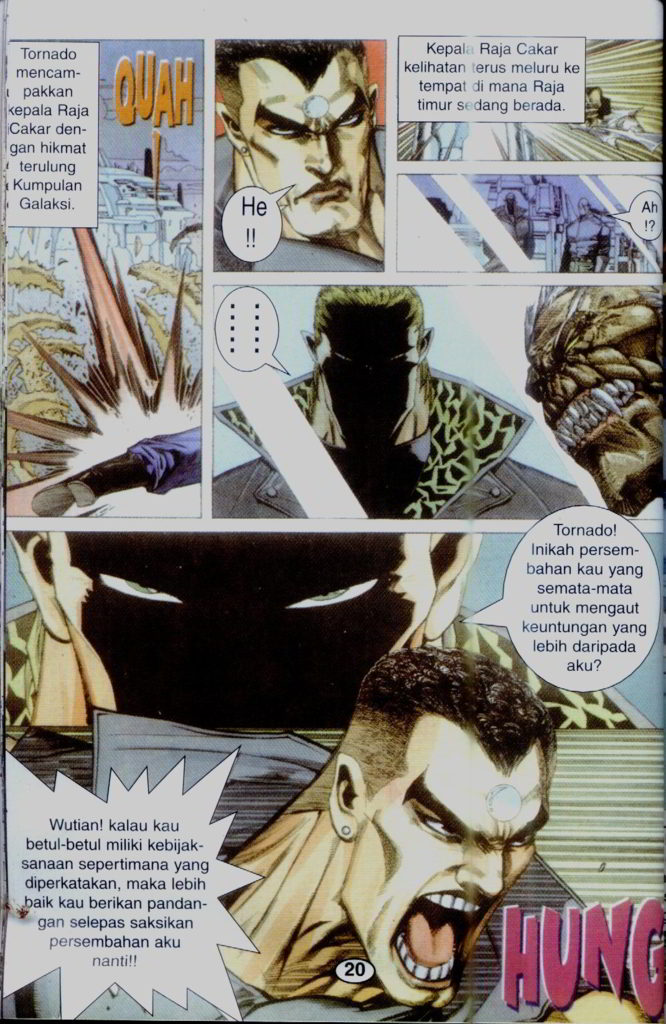 Tornado
mencam-
pakkan
kepala Raja
Cakar den-
gan hikmat
terulung
Kumpulan
Galaksi.
QUAH
!
He
!!
Kepala Raja Cakar
kelihatan terus meluru ke
tempat di mana Raja
timur sedang berada.
Ah
!?
Tornado!
Inikah persem-
bahan kau yang
semata-mata
untuk mengaut
keuntungan yang
lebih daripada
aku?
Wutian! kalau kau
betul-betul miliki kebijak-
sanaan sepertimana yang
diperkatakan, maka lebih
baik kau berikan pandan-
gan selepas saksikan
persembahan aku
nanti!!
HUNG
20